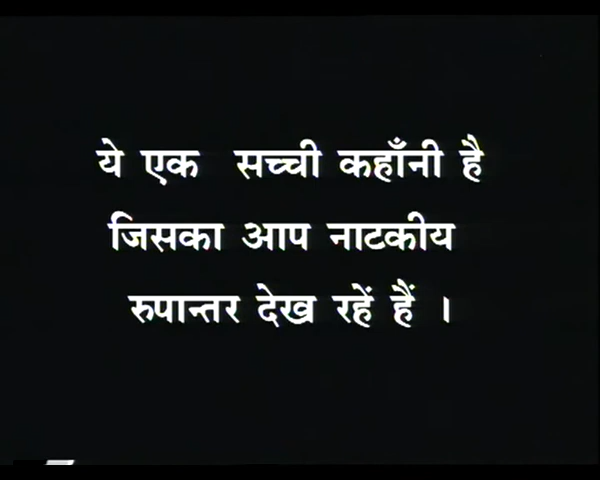 ये एक सच्ची कहाँनी है
जिसका आप नाटकीय
रुपान्तर देख रहें हैं ।